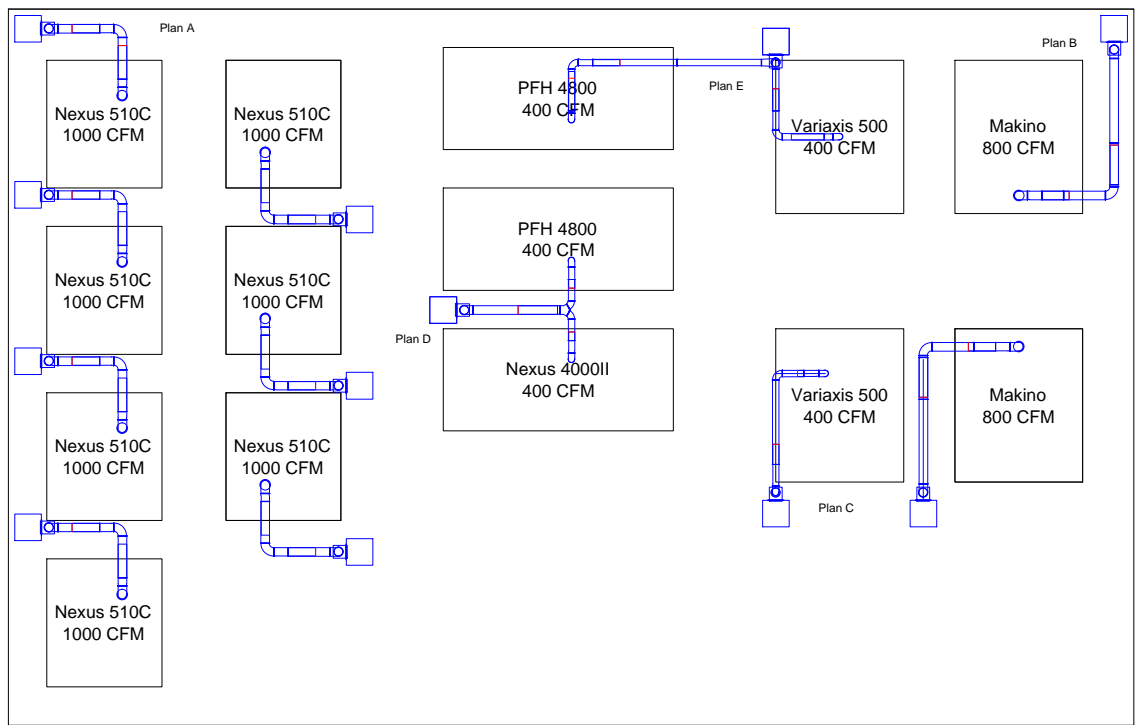 Plan A
Nexus 510C
1000 CFM
Nexus 510C
1000 CFM
PFH 4800
400 CFM
Plan E
Variaxis 500
400 CFM
Plan B
Makino
800 CFM
Nexus 510C
1000 CFM
Nexus 510C
1000 CFM
PFH 4800
400 CFM
Plan D
Nexus 4000II
400 CFM
Variaxis 500
400 CFM
Makino
800 CFM
Nexus 510C
1000 CFM
Nexus 510C
1000 CFM
Plan C
Nexus 510C
1000 CFM